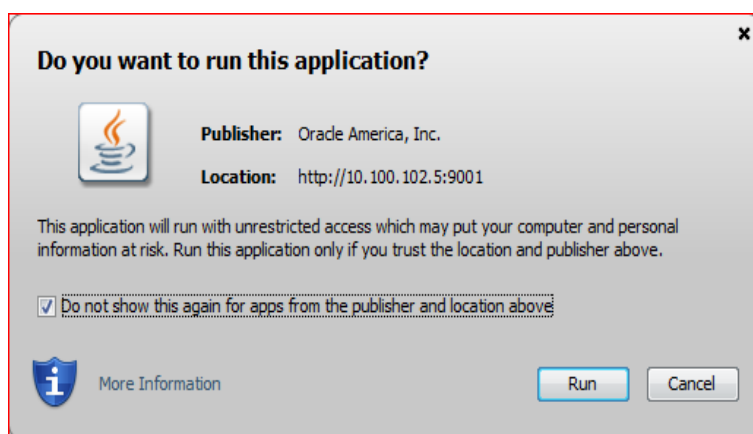 Do you want to run this application?
Publisher: Oracle America, Inc.
Location: http://10.100.102.5:9001
This application will run with unrestricted access which may put your computer and personal
information at risk. Run this application only if you trust the location and publisher above.
Do not show this again for apps from the publisher and location above
More Information
Run
Cancel